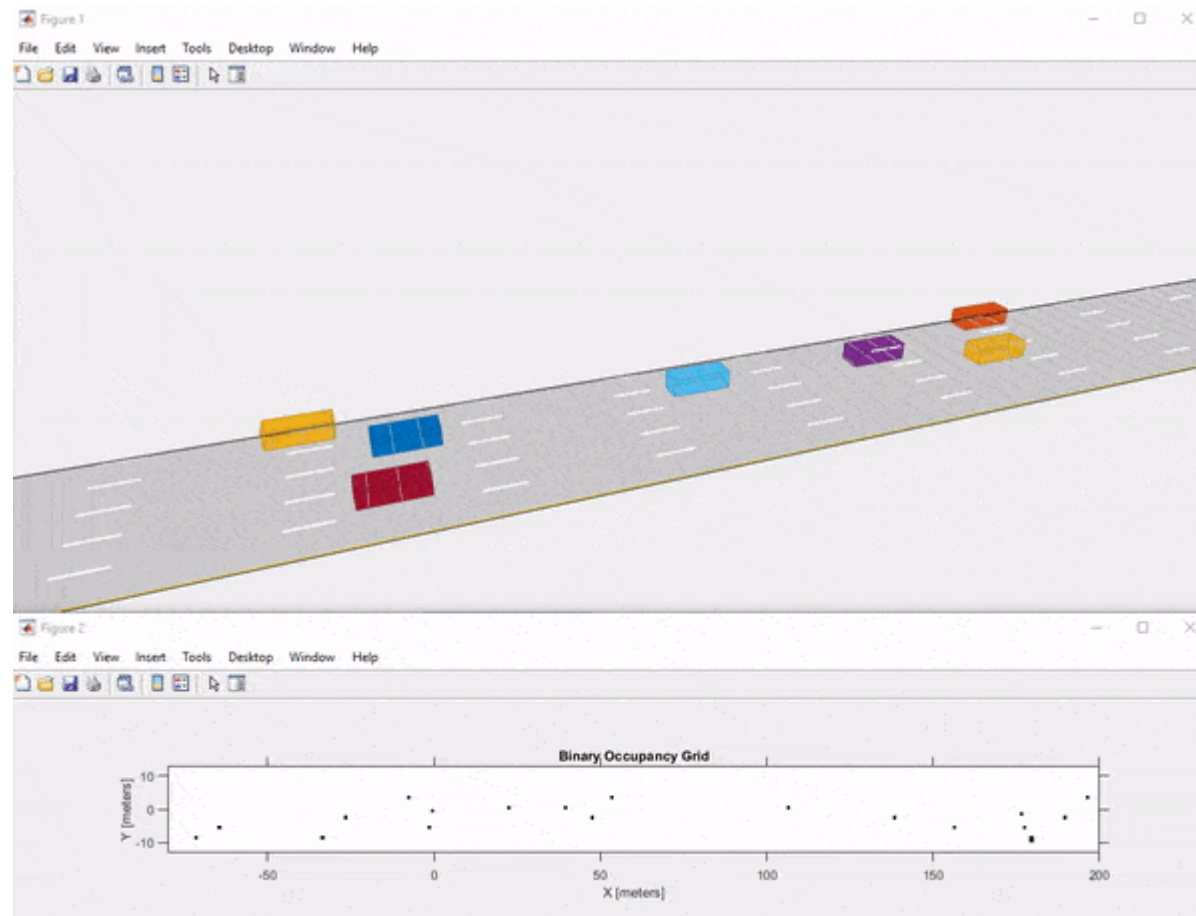 Figure 1
File Edit View Insert Tools Desktop Window Help
Figure 2
File Edit View Insert Tools Desktop Window Help
Binary Occupancy Grid
10
0
-10
Y [meters]
-50 0 50 100 150 200
X [meters]